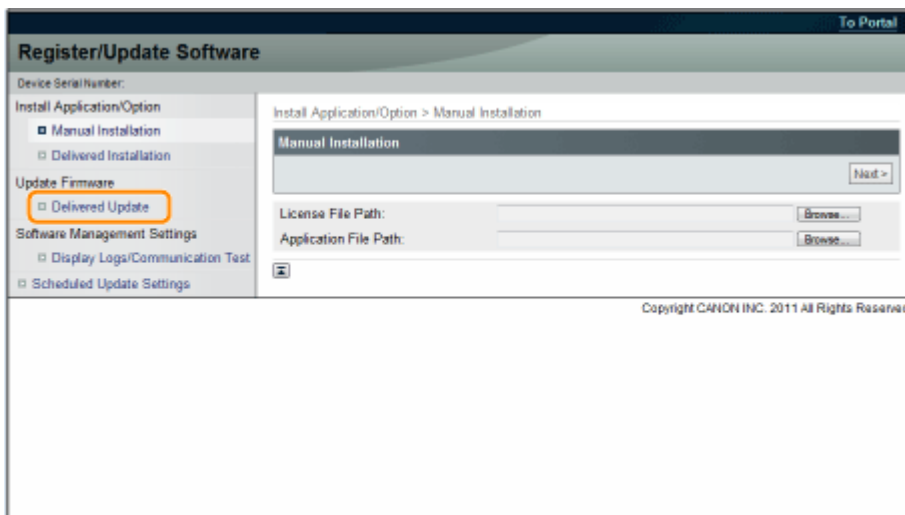 To Portal
Register/Update Software
Device Serial Number:
Install Application/Option
Manual Installation
Delivered Installation
Update Firmware
Delivered Update
Software Management Settings
Display Logs/Communication Test
Scheduled Update Settings
Install Application/Option > Manual Installation
Manual Installation
Next >
License File Path:
Browse...
Application File Path:
Browse...
Copyright CANON INC. 2011 All Rights Reserve